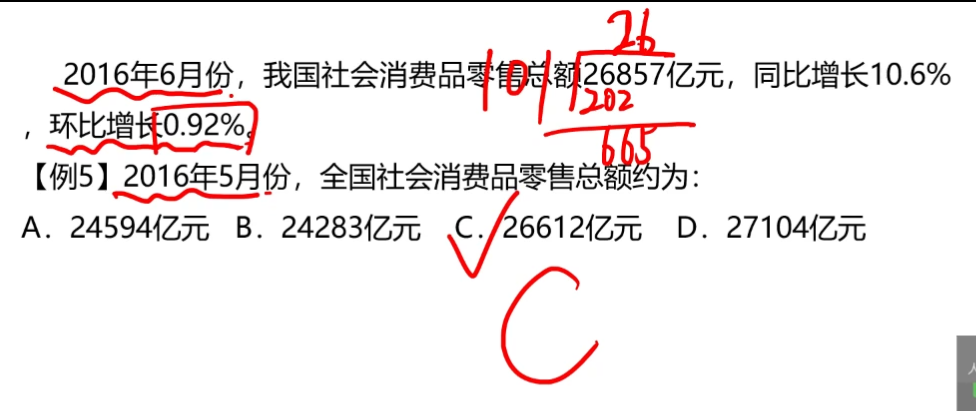 26
2016年6月份，我国社会消费品零售总额26857亿元，同比增长10.6%
101
202
，环比增长0.92%。
665
【例5】2016年5月份，全国社会消费品零售总额约为：
A．24594亿元 B．24283亿元 C．26612亿元 D．27104亿元
C